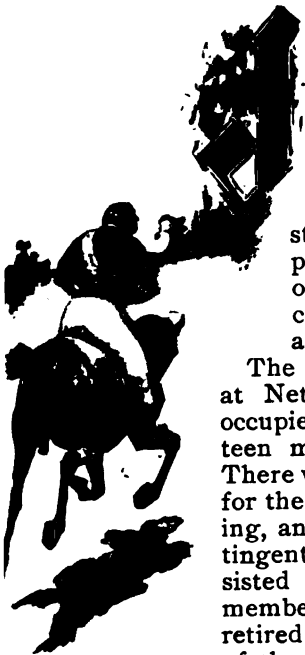 st
p
o
c
a
The
at Net
occupie
teen m
There
for the
ing, an
tingent
sisted
membe
retired